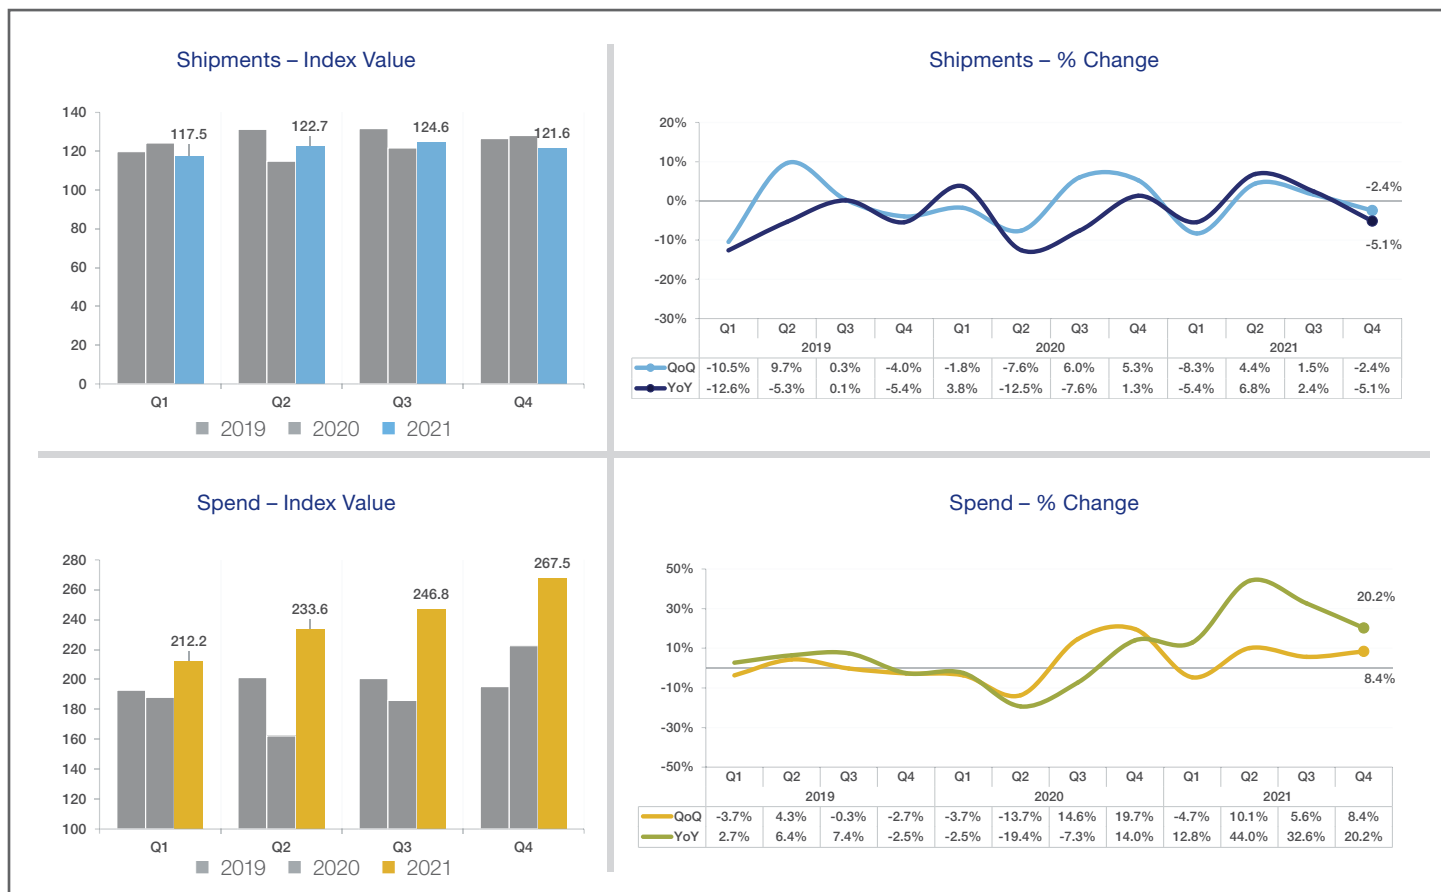 Shipments – Index Value
140
120
100
80
60
40
20
0
117.5
122.7
124.6
121.6
Q1 Q2 Q3 Q4
2019 2020 2021
Shipments – % Change
20%
10%
0%
-10%
-20%
-30%
-2.4%
-5.1%
Q1 Q2 Q3 Q4 Q1 Q2 Q3 Q4 Q1 Q2 Q3 Q4
2019 2020 2021
QoQ -10.5% 9.7% 0.3% -4.0% -1.8% -7.6% 6.0% 5.3% -8.3% 4.4% 1.5% -2.4%
YoY -12.6% -5.3% 0.1% -5.4% 3.8% -12.5% -7.6% 1.3% -5.4% 6.8% 2.4% -5.1%
Spend – Index Value
280
260
240
220
200
180
160
140
120
100
212.2
233.6
246.8
267.5
Q1 Q2 Q3 Q4
2019 2020 2021
Spend – % Change
50%
30%
10%
-10%
-30%
-50%
20.2%
8.4%
Q1 Q2 Q3 Q4 Q1 Q2 Q3 Q4 Q1 Q2 Q3 Q4
2019 2020 2021
QoQ -3.7% 4.3% -0.3% -2.7% -3.7% -13.7% 14.6% 19.7% -4.7% 10.1% 5.6% 8.4%
YoY 2.7% 6.4% 7.4% -2.5% -2.5% -19.4% -7.3% 14.0% 12.8% 44.0% 32.6% 20.2%